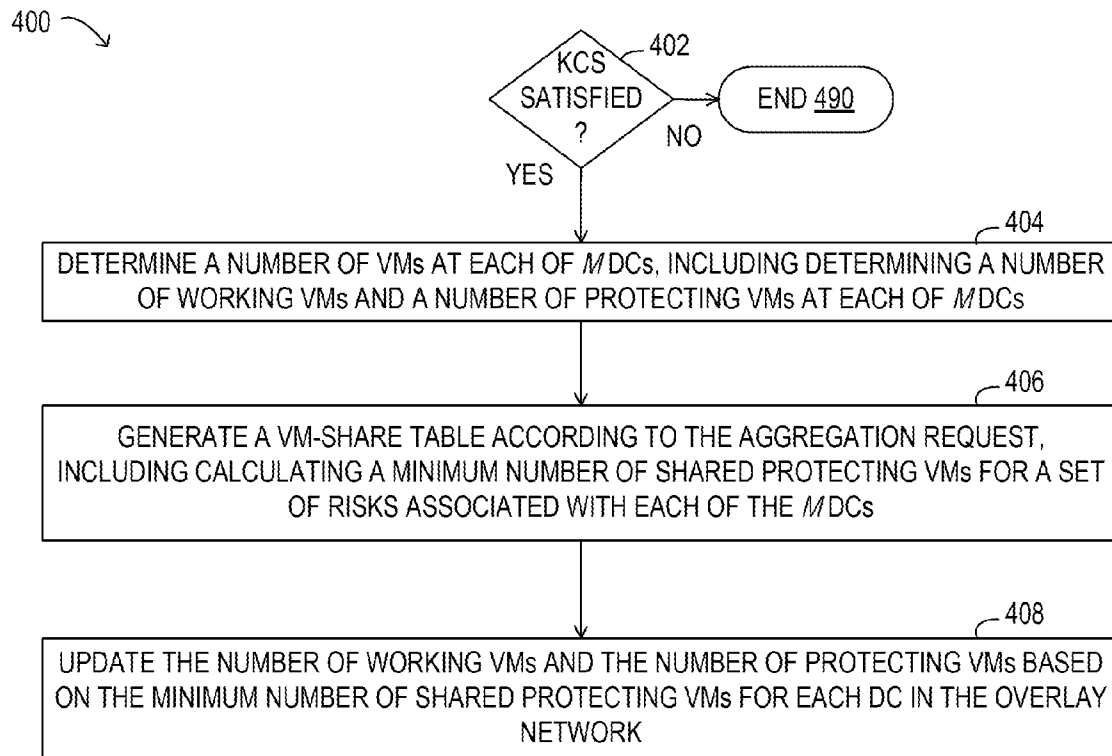 400
402
KCS
SATISFIED
?
END 490
NO
YES
404
DETERMINE A NUMBER OF VMs AT EACH OF M DCs, INCLUDING DETERMINING A NUMBER
OF WORKING VMs AND A NUMBER OF PROTECTING VMs AT EACH OF M DCs
406
GENERATE A VM-SHARE TABLE ACCORDING TO THE AGGREGATION REQUEST,
INCLUDING CALCULATING A MINIMUM NUMBER OF SHARED PROTECTING VMs FOR A SET
OF RISKS ASSOCIATED WITH EACH OF THE M DCs
408
UPDATE THE NUMBER OF WORKING VMs AND THE NUMBER OF PROTECTING VMs BASED
ON THE MINIMUM NUMBER OF SHARED PROTECTING VMs FOR EACH DC IN THE OVERLAY
NETWORK